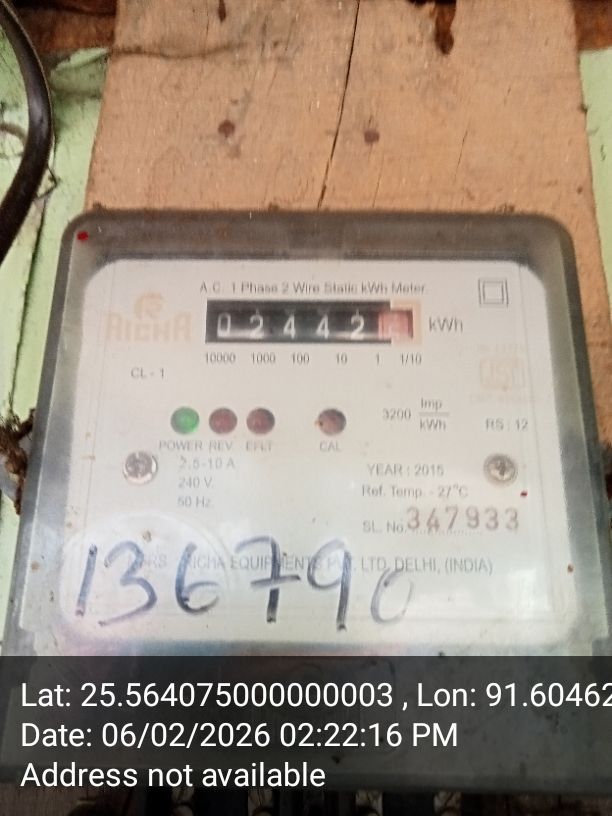 A.C. 1 Phase 2 Wire Static kWh Meter.
RICHA
0 2 4 4 2
kWh
10000 1000 100 10 1 1/10
CL - 1
3200 Imp/kWh
RS : 12
POWER REV. EFLT CAL
2.5-10 A
240 V.
50 Hz.
YEAR : 2015
Ref. Temp. - 27°C
SL. No. 347933
RICHA EQUIPMENTS PVT. LTD. DELHI, (INDIA)
136790
Lat: 25.564075000000003 , Lon: 91.60462
Date: 06/02/2026 02:22:16 PM
Address not available